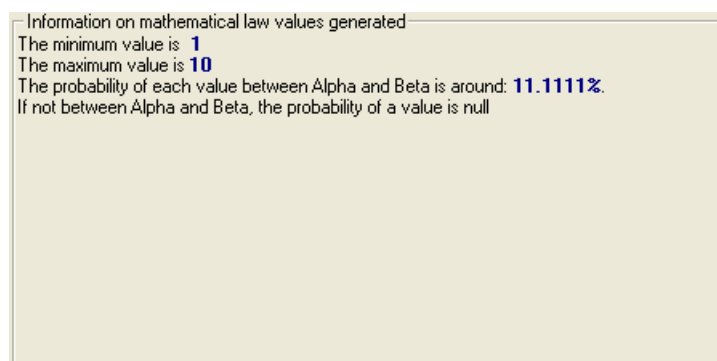 Information on mathematical law values generated
The minimum value is 1
The maximum value is 10
The probability of each value between Alpha and Beta is around: 11.1111%.
If not between Alpha and Beta, the probability of a value is null